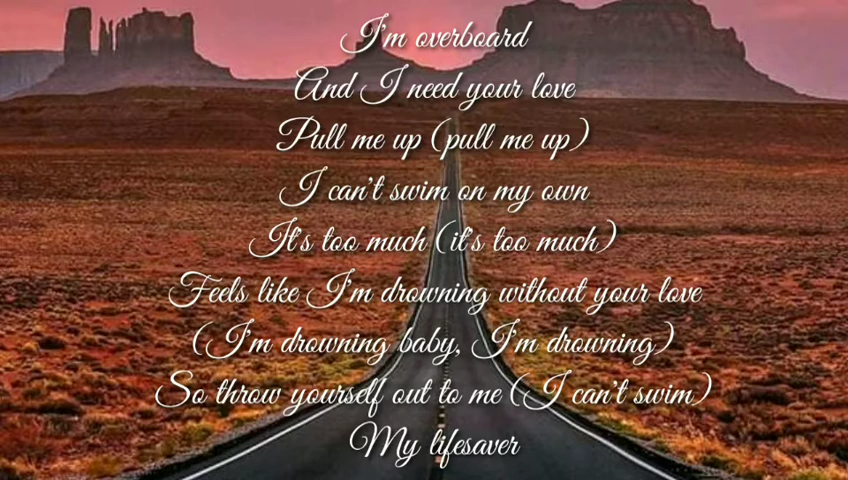 I'm overboard
And I need your love
Pull me up (pull me up)
I can't swim on my own
It's too much (it's too much)
Feels like I'm drowning without your love
(I'm drowning baby, I'm drowning)
So throw yourself out to me (I can't swim)
My lifesaver